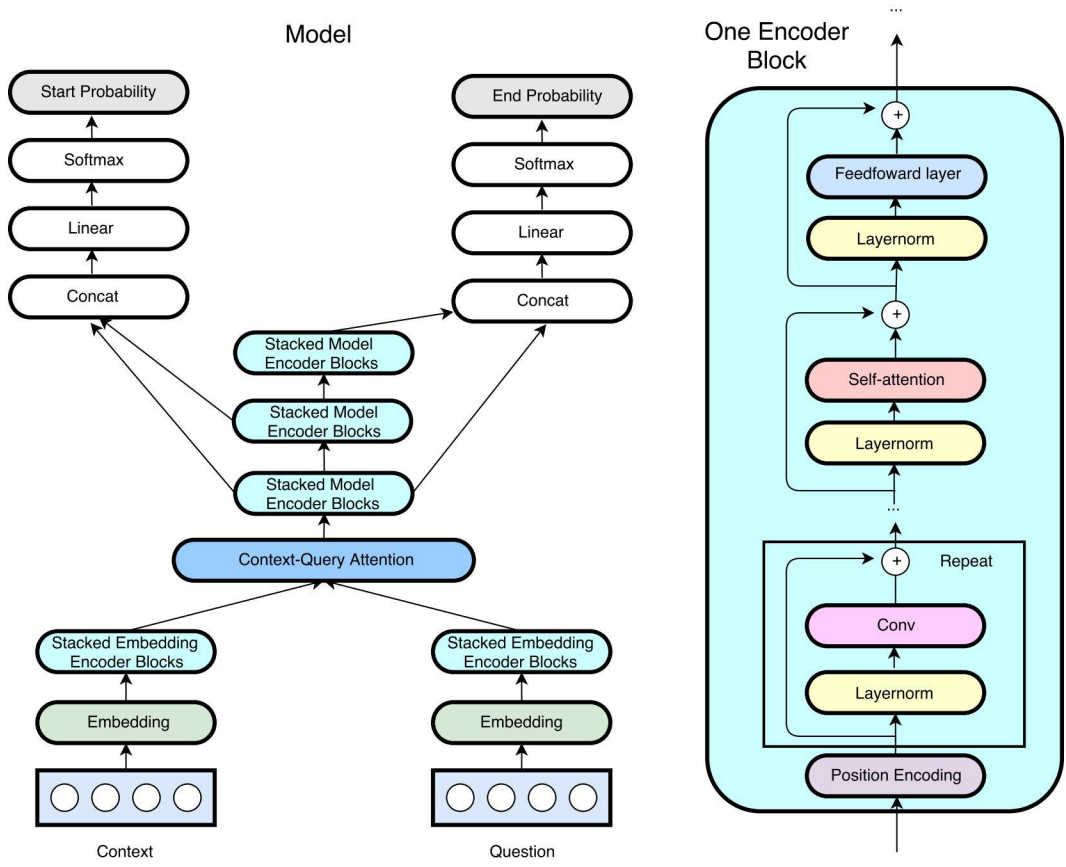 Model
Start Probability
Softmax
Linear
Concat
End Probability
Softmax
Linear
Concat
Stacked Model
Encoder Blocks
Stacked Model
Encoder Blocks
Stacked Model
Encoder Blocks
Context-Query Attention
Stacked Embedding
Encoder Blocks
Embedding
Context
Stacked Embedding
Encoder Blocks
Embedding
Question
One Encoder
Block
...
+
Feedfoward layer
Layernorm
+
Self-attention
Layernorm
...
+
Repeat
Conv
Layernorm
Position Encoding